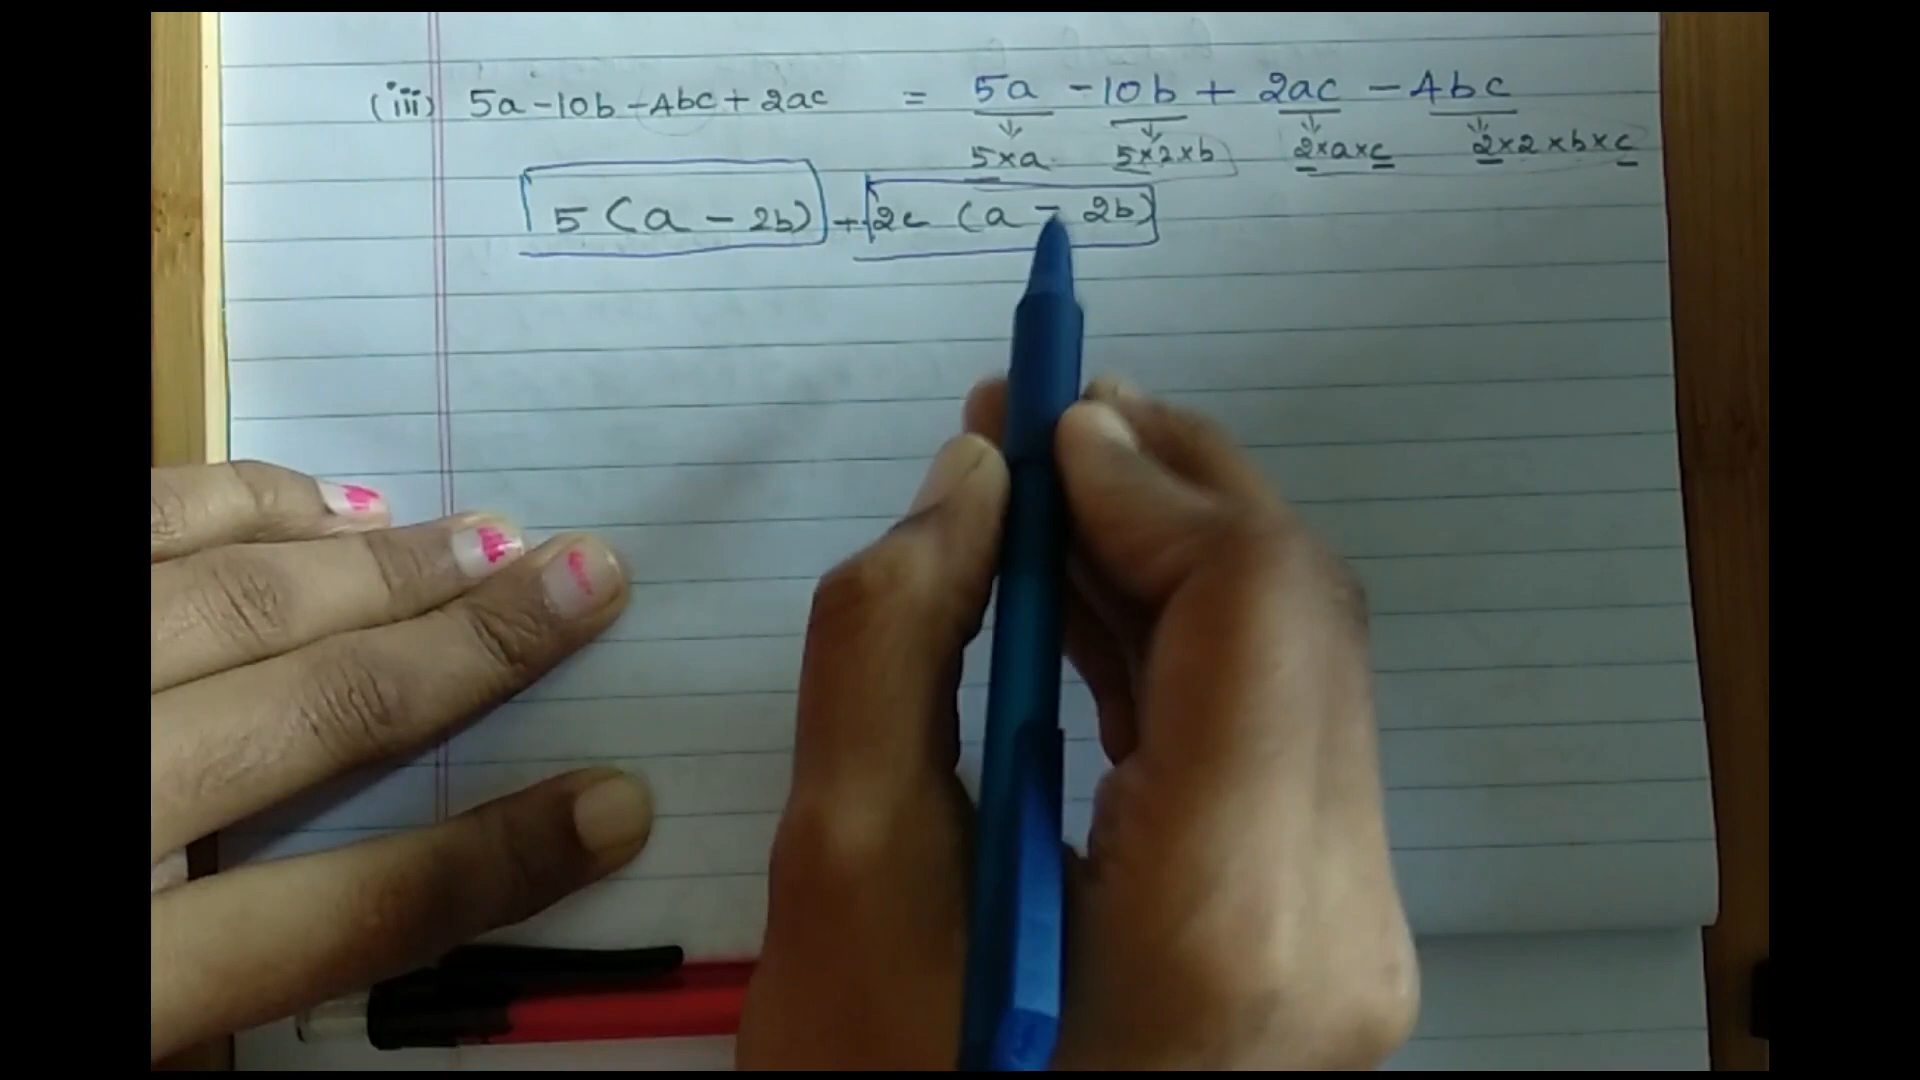 (iii) 5a-10b-4bc+2ac = 5a -10b + 2ac -4bc
5×a 5×2×b 2×a×c 2×2×b×c
5(a-2b)+2c(a-2b)